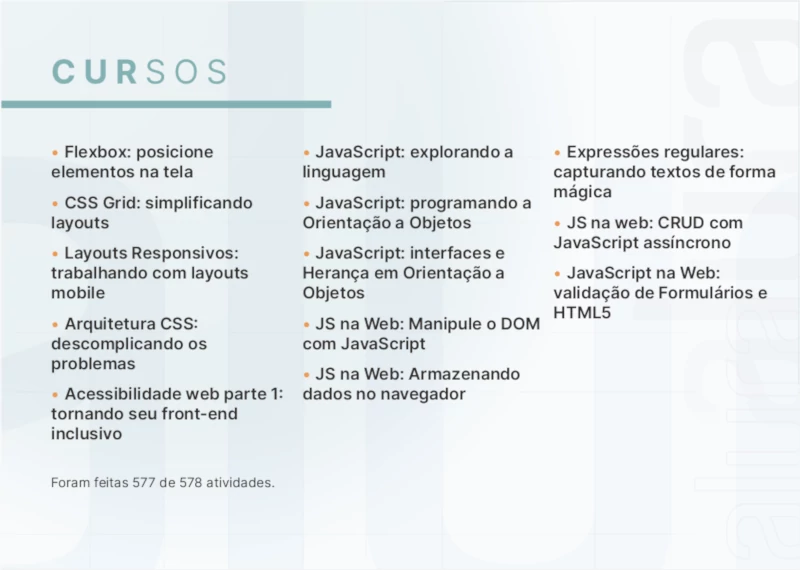 CURSOS
• Flexbox: posicione
elementos na tela
• CSS Grid: simplificando
layouts
• Layouts Responsivos:
trabalhando com layouts
mobile
• Arquitetura CSS:
descomplicando os
problemas
• Acessibilidade web parte 1:
tornando seu front-end
inclusivo
• JavaScript: explorando a
linguagem
• JavaScript: programando a
Orientação a Objetos
• JavaScript: interfaces e
Herança em Orientação a
Objetos
• JS na Web: Manipule o DOM
com JavaScript
• JS na Web: Armazenando
dados no navegador
• Expressões regulares:
capturando textos de forma
mágica
• JS na web: CRUD com
JavaScript assíncrono
• JavaScript na Web:
validação de Formulários e
HTML5
Foram feitas 577 de 578 atividades.